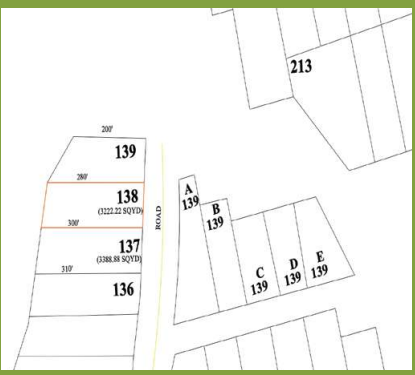 213
200'
139
280'
138
(3222.22 SQYD)
300'
137
(3388.88 SQYD)
310'
136
ROAD
A
139
B
139
C
139
D
139
E
139